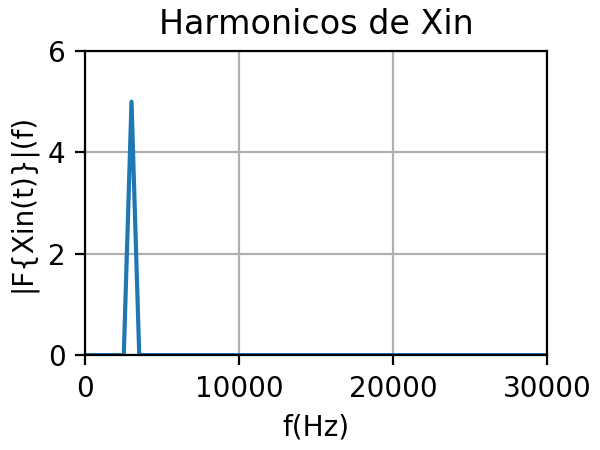 Harmonicos de Xin
|F{Xin(t)}|(f)
6
4
2
0
0 10000 20000 30000
f(Hz)